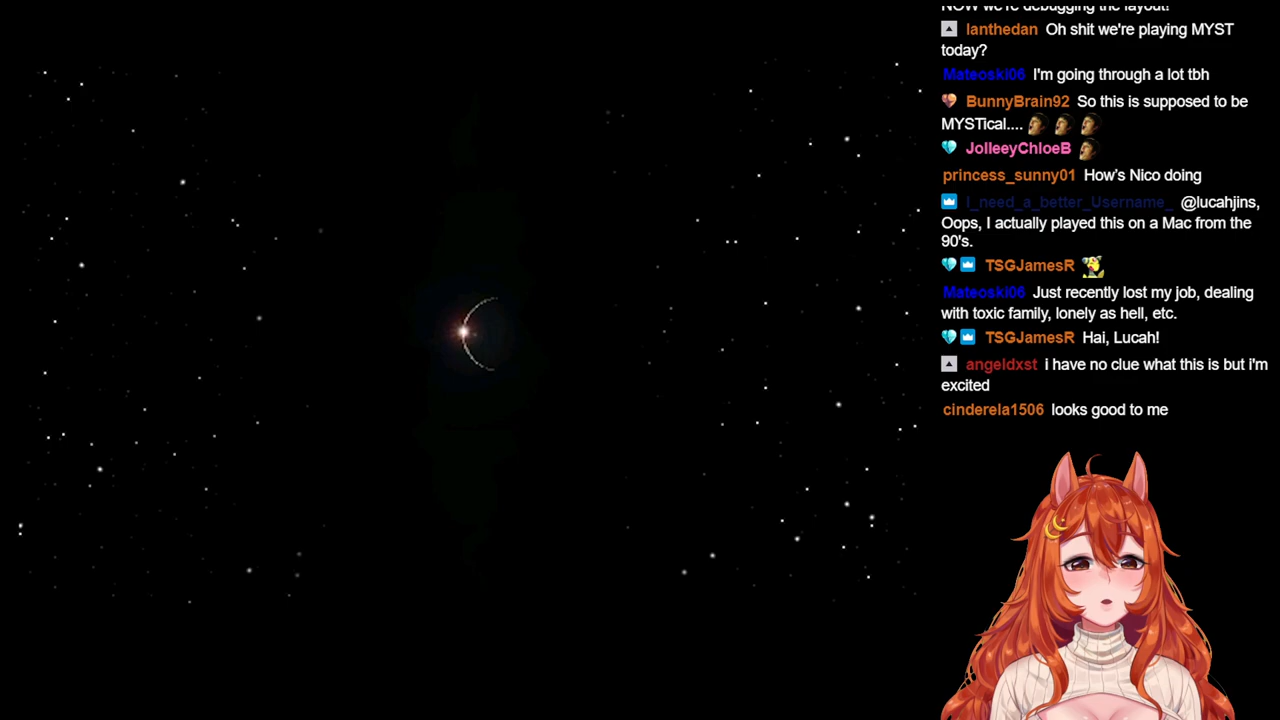 NOW we're debugging the layout!
Ianthedan Oh shit we're playing MYST
today?
Mateoski06 I'm going through a lot tbh
BunnyBrain92 So this is supposed to be
MYSTical....
JolleeyChloeB
princess_sunny01 How's Nico doing
I_need_a_better_Username_ @lucahjins,
Oops, I actually played this on a Mac from the
90's.
TSGJamesR
Mateoski06 Just recently lost my job, dealing
with toxic family, lonely as hell, etc.
TSGJamesR Hai, Lucah!
angeldxst i have no clue what this is but i'm
excited
cinderela1506 looks good to me